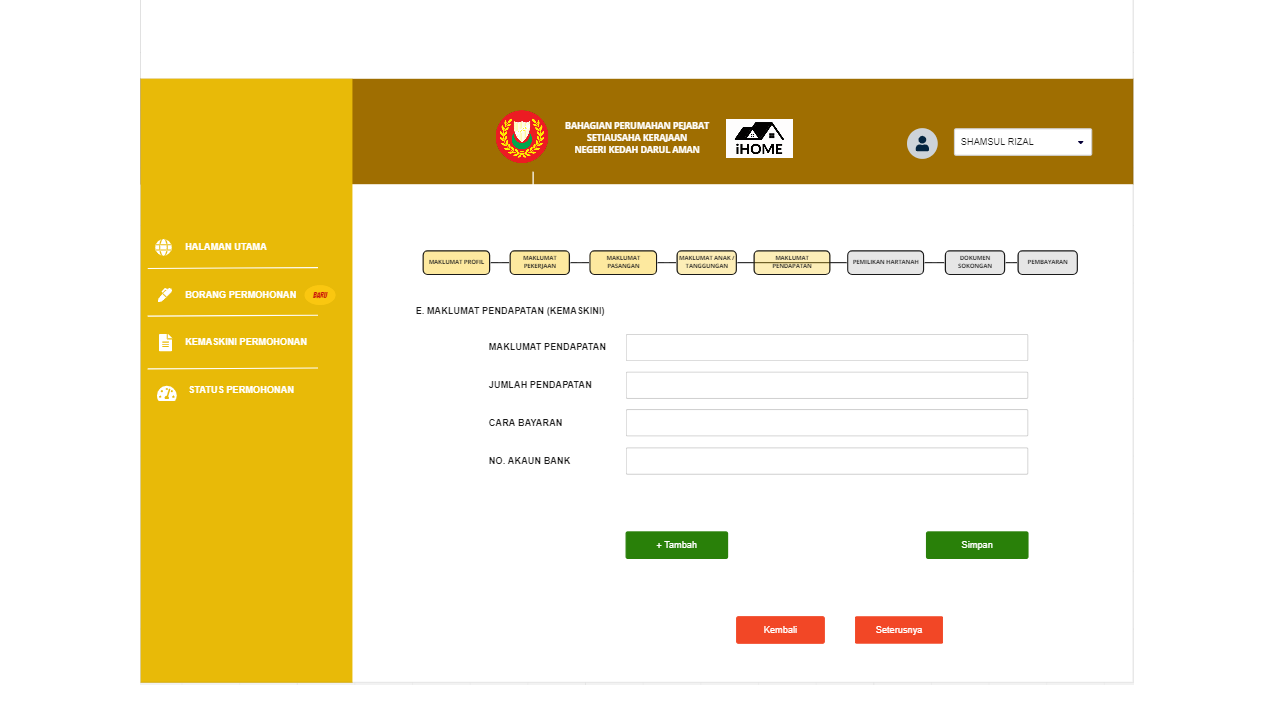 BAHAGIAN PERUMAHAN PEJABAT
SETIAUSAHA KERAJAAN
NEGERI KEDAH DARUL AMAN
iHOME
SHAMSUL RIZAL
HALAMAN UTAMA
BORANG PERMOHONAN
BARU
KEMASKINI PERMOHONAN
STATUS PERMOHONAN
MAKLUMAT PROFIL
MAKLUMAT
PEKERJAAN
MAKLUMAT
PASANGAN
MAKLUMAT ANAK /
TANGGUNGAN
MAKLUMAT
PENDAPATAN
PEMILIKAN HARTANAH
DOKUMEN
SOKONGAN
PEMBAYARAN
E. MAKLUMAT PENDAPATAN (KEMASKINI)
MAKLUMAT PENDAPATAN
JUMLAH PENDAPATAN
CARA BAYARAN
NO. AKAUN BANK
+ Tambah
Simpan
Kembali
Seterusnya